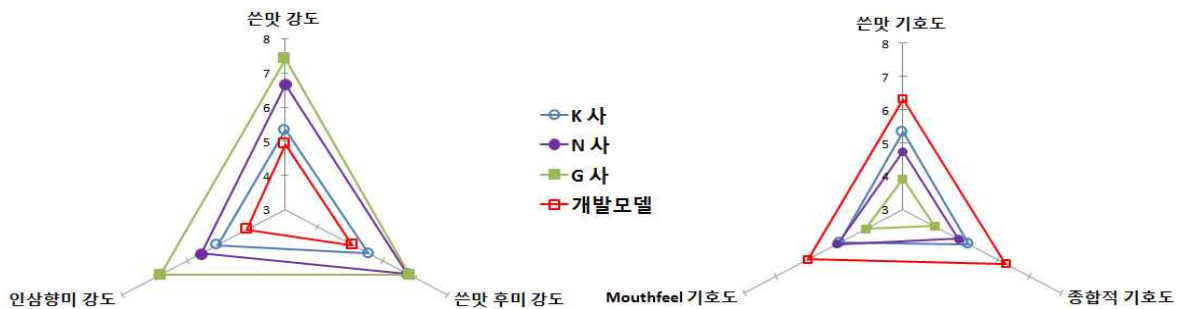 쓴맛 강도
8
7
6
5
4
3
인삼향미 강도
쓴맛 후미 강도
K 사
N 사
G 사
개발모델
쓴맛 기호도
8
7
6
5
4
3
Mouthfeel 기호도
종합적 기호도